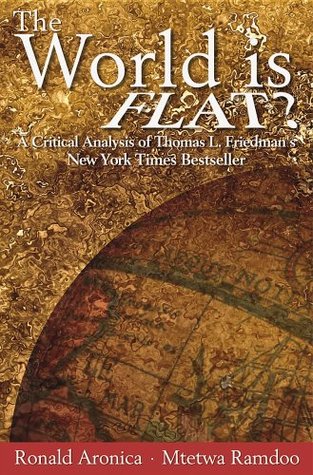 The
World is
FLAT?
A Critical Analysis of Thomas L. Friedman's
New York Times Bestseller
Ronald Aronica · Mtetwa Ramdoo